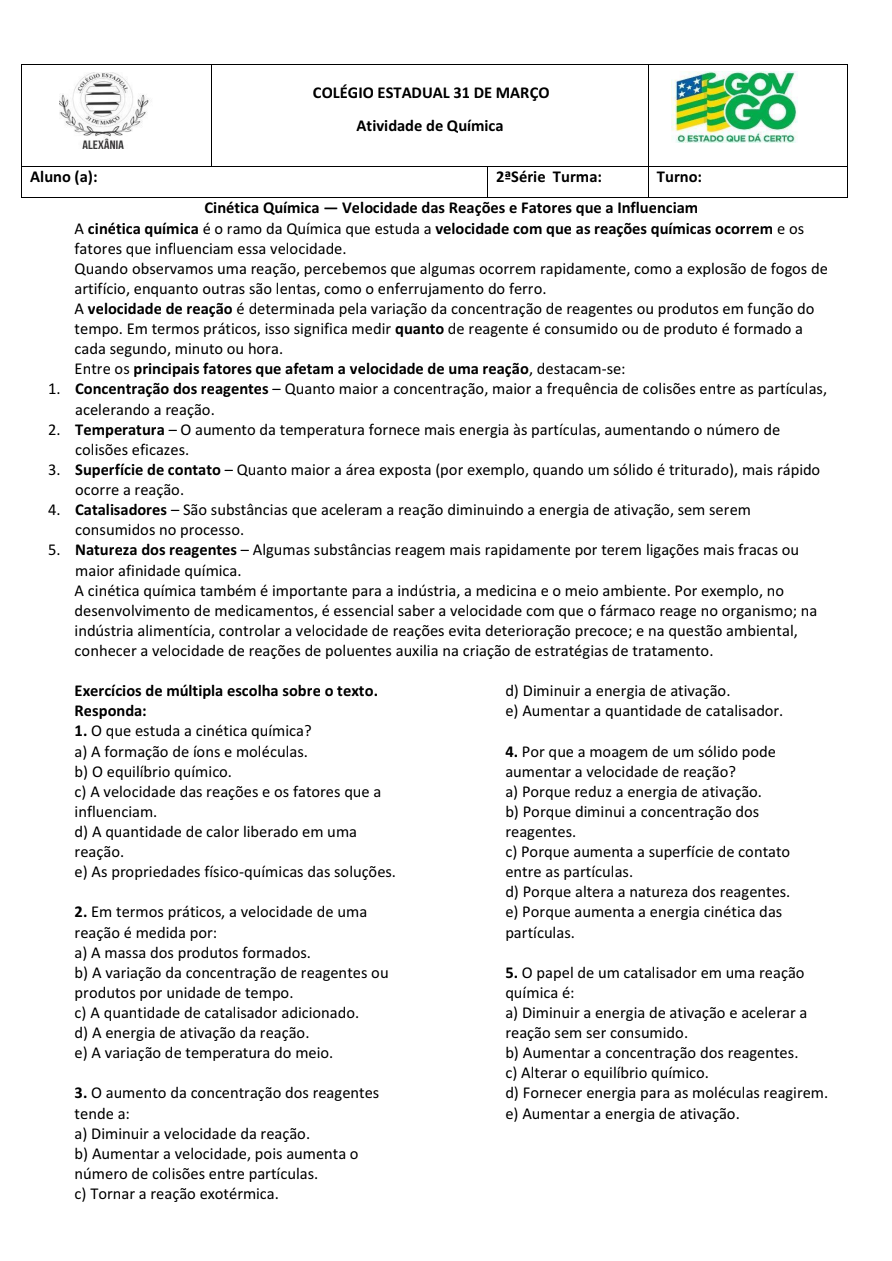 COLÉGIO ESTADUAL
31 DE MARÇO
ALEXÂNIA
COLÉGIO ESTADUAL 31 DE MARÇO
Atividade de Química
GOV
GO
O ESTADO QUE DÁ CERTO
Aluno (a):
2ªSérie Turma:
Turno:
Cinética Química — Velocidade das Reações e Fatores que a Influenciam
A cinética química é o ramo da Química que estuda a velocidade com que as reações químicas ocorrem e os
fatores que influenciam essa velocidade.
Quando observamos uma reação, percebemos que algumas ocorrem rapidamente, como a explosão de fogos de
artifício, enquanto outras são lentas, como o enferrujamento do ferro.
A velocidade de reação é determinada pela variação da concentração de reagentes ou produtos em função do
tempo. Em termos práticos, isso significa medir quanto de reagente é consumido ou de produto é formado a
cada segundo, minuto ou hora.
Entre os principais fatores que afetam a velocidade de uma reação, destacam-se:
1. Concentração dos reagentes – Quanto maior a concentração, maior a frequência de colisões entre as partículas,
acelerando a reação.
2. Temperatura – O aumento da temperatura fornece mais energia às partículas, aumentando o número de
colisões eficazes.
3. Superfície de contato – Quanto maior a área exposta (por exemplo, quando um sólido é triturado), mais rápido
ocorre a reação.
4. Catalisadores – São substâncias que aceleram a reação diminuindo a energia de ativação, sem serem
consumidos no processo.
5. Natureza dos reagentes – Algumas substâncias reagem mais rapidamente por terem ligações mais fracas ou
maior afinidade química.
A cinética química também é importante para a indústria, a medicina e o meio ambiente. Por exemplo, no
desenvolvimento de medicamentos, é essencial saber a velocidade com que o fármaco reage no organismo; na
indústria alimentícia, controlar a velocidade de reações evita deterioração precoce; e na questão ambiental,
conhecer a velocidade de reações de poluentes auxilia na criação de estratégias de tratamento.
Exercícios de múltipla escolha sobre o texto.
Responda:
1. O que estuda a cinética química?
a) A formação de íons e moléculas.
b) O equilíbrio químico.
c) A velocidade das reações e os fatores que a
influenciam.
d) A quantidade de calor liberado em uma
reação.
e) As propriedades físico-químicas das soluções.
2. Em termos práticos, a velocidade de uma
reação é medida por:
a) A massa dos produtos formados.
b) A variação da concentração de reagentes ou
produtos por unidade de tempo.
c) A quantidade de catalisador adicionado.
d) A energia de ativação da reação.
e) A variação de temperatura do meio.
3. O aumento da concentração dos reagentes
tende a:
a) Diminuir a velocidade da reação.
b) Aumentar a velocidade, pois aumenta o
número de colisões entre partículas.
c) Tornar a reação exotérmica.
d) Diminuir a energia de ativação.
e) Aumentar a quantidade de catalisador.
4. Por que a moagem de um sólido pode
aumentar a velocidade de reação?
a) Porque reduz a energia de ativação.
b) Porque diminui a concentração dos
reagentes.
c) Porque aumenta a superfície de contato
entre as partículas.
d) Porque altera a natureza dos reagentes.
e) Porque aumenta a energia cinética das
partículas.
5. O papel de um catalisador em uma reação
química é:
a) Diminuir a energia de ativação e acelerar a
reação sem ser consumido.
b) Aumentar a concentração dos reagentes.
c) Alterar o equilíbrio químico.
d) Fornecer energia para as moléculas reagirem.
e) Aumentar a energia de ativação.